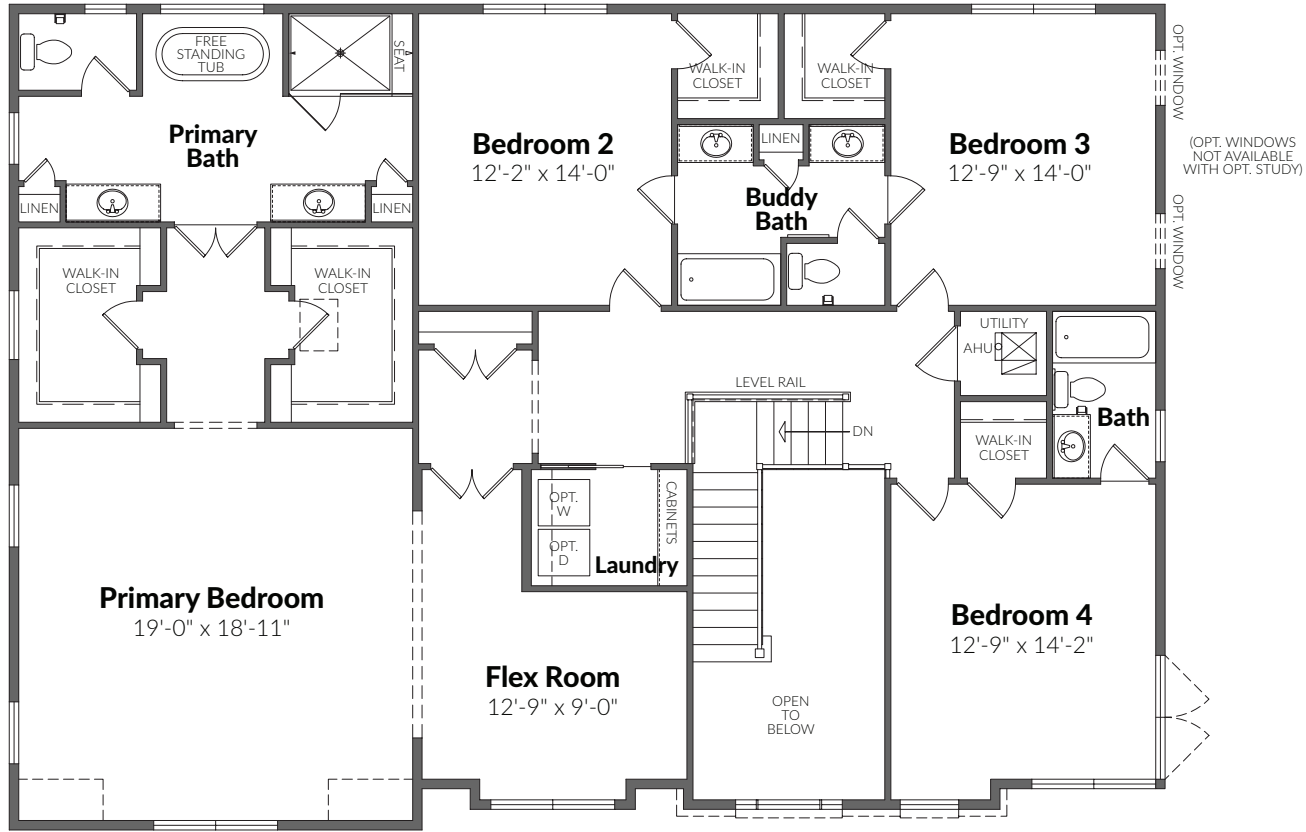 FREE
STANDING
TUB
SEAT
Primary
Bath
LINEN
LINEN
WALK-IN
CLOSET
WALK-IN
CLOSET
Bedroom 2
12'-2" x 14'-0"
WALK-IN
CLOSET
WALK-IN
CLOSET
LINEN
Buddy
Bath
Bedroom 3
12'-9" x 14'-0"
OPT. WINDOW
(OPT. WINDOWS
NOT AVAILABLE
WITH OPT. STUDY)
OPT. WINDOW
UTILITY
AHU
LEVEL RAIL
DN
WALK-IN
CLOSET
Bath
OPT.
W
OPT.
D
CABINETS
Laundry
Primary Bedroom
19'-0" x 18'-11"
Flex Room
12'-9" x 9'-0"
OPEN
TO
BELOW
Bedroom 4
12'-9" x 14'-2"